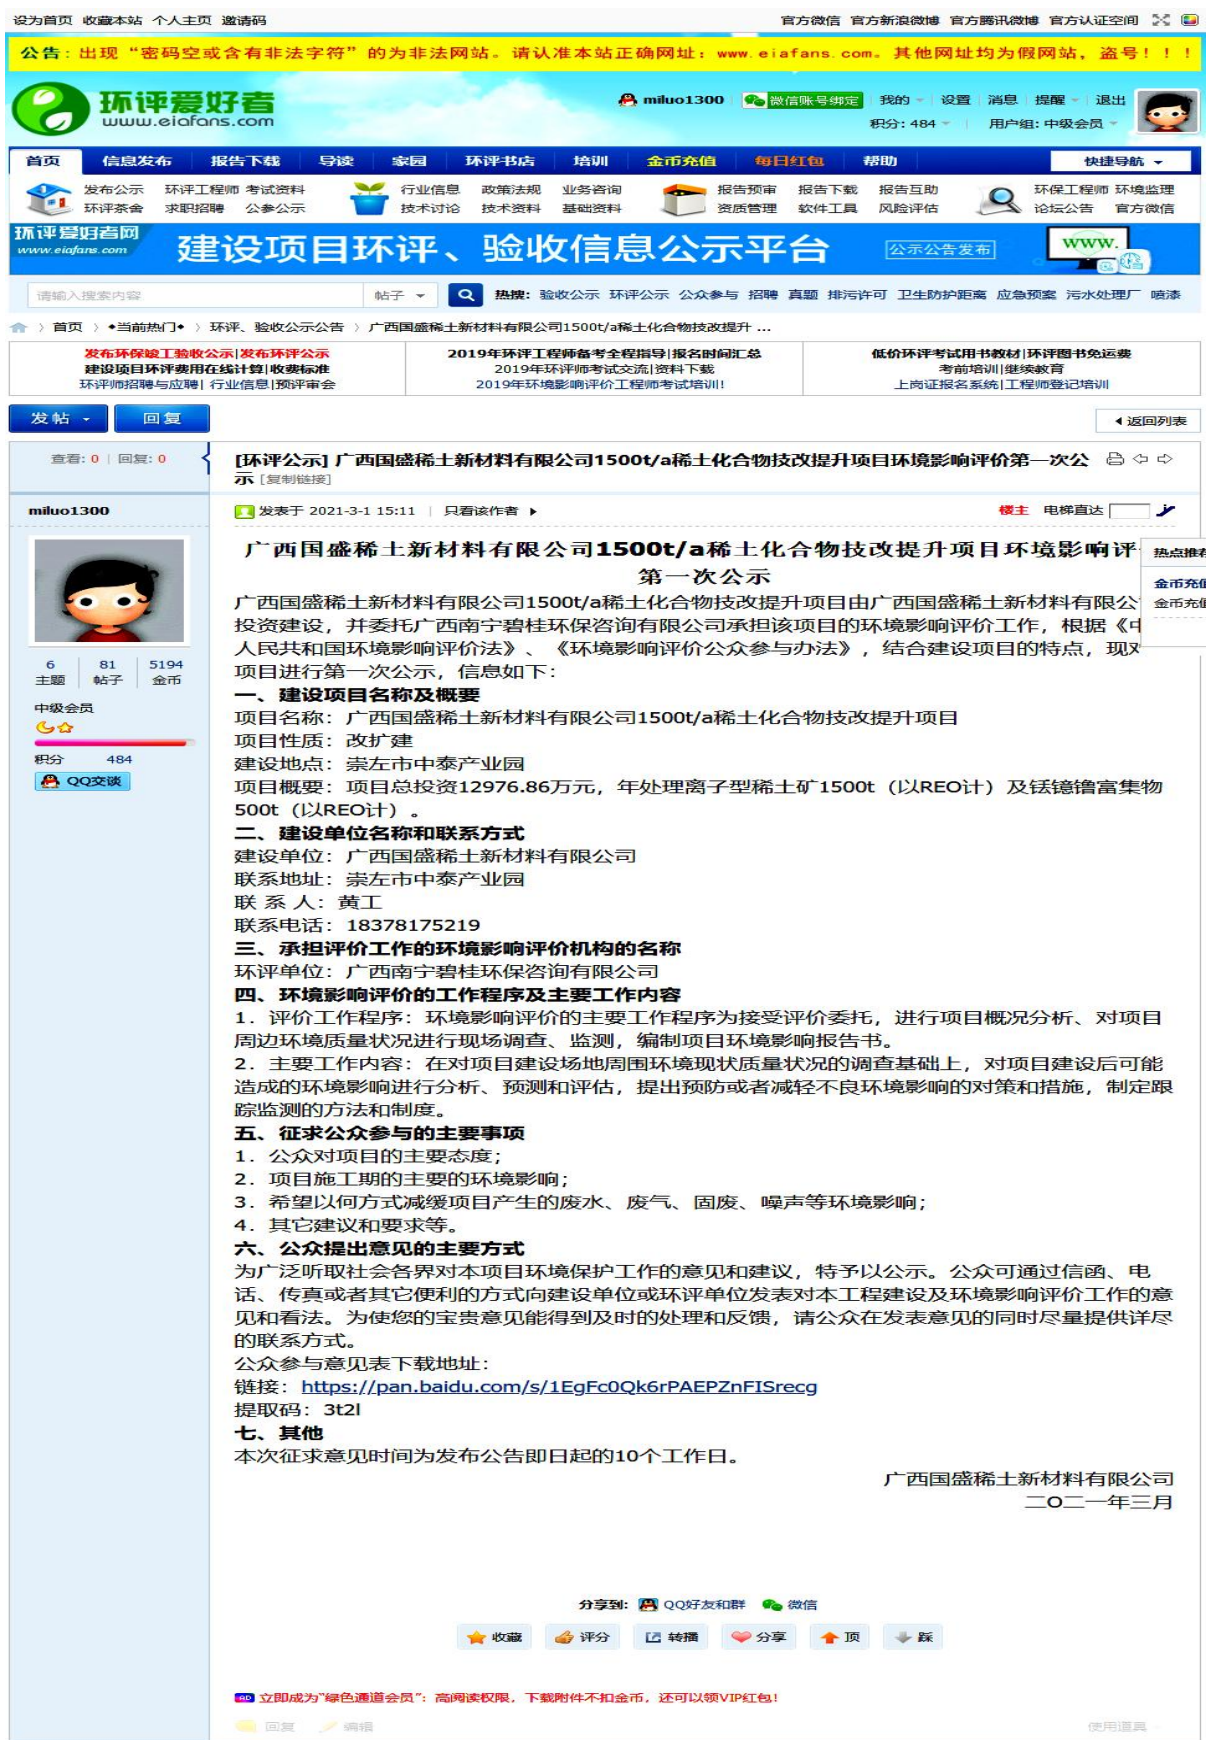 设为首页 收藏本站 个人主页 邀请码
官方微信 官方新浪微博 官方腾讯微博 官方认证空间
公告：出现“密码空或含有非法字符”的为非法网站。请认准本站正确网址：www.eiafans.com。其他网址均为假网站，盗号！！！
环评爱好者
www.eiafans.com
miluo1300 微信账号绑定 我的 设置 消息 提醒 退出
积分: 484 用户组: 中级会员
首页 信息发布 报告下载 导读 家园 环评书店 培训 金币充值 每日红包 帮助 快捷导航
发布公示 环评工程师 考试资料 行业信息 政策法规 业务咨询 报告预审 报告下载 报告互助 环保工程师 环境监理
环评茶舍 求职招聘 公参公示 技术讨论 技术资料 基础资料 资质管理 软件工具 风险评估 论坛公告 官方微信
环评爱好者网
www.eiafans.com
建设项目环评、验收信息公示平台
公示公告发布
www.
请输入搜索内容 帖子 热搜: 验收公示 环评公示 公众参与 招聘 真题 排污许可 卫生防护距离 应急预案 污水处理厂 喷漆
首页 〉 ◆当前热门◆ 〉 环评、验收公示公告 〉 广西国盛稀土新材料有限公司1500t/a稀土化合物技改提升 ...
发布环保竣工验收公示|发布环评公示 2019年环评工程师备考全程指导|报名时间汇总 低价环评考试用书教材|环评图书免运费
建设项目环评费用在线计算|收费标准 2019年环评师考试交流|资料下载 考前培训|继续教育
环评师招聘与应聘| 行业信息|预评审会 2019年环境影响评价工程师考试培训! 上岗证报名系统|工程师登记培训
发帖 回复 返回列表
查看: 0 | 回复: 0
[环评公示] 广西国盛稀土新材料有限公司1500t/a稀土化合物技改提升项目环境影响评价第一次公
示 [复制链接]
miluo1300
发表于 2021-3-1 15:11 | 只看该作者
楼主 电梯直达
6 81 5194
主题 帖子 金币
中级会员
积分 484
QQ交谈
广西国盛稀土新材料有限公司1500t/a稀土化合物技改提升项目环境影响评
第一次公示
热点推荐
金币充值
金币充值
广西国盛稀土新材料有限公司1500t/a稀土化合物技改提升项目由广西国盛稀土新材料有限公
投资建设，并委托广西南宁碧桂环保咨询有限公司承担该项目的环境影响评价工作，根据《中
人民共和国环境影响评价法》、《环境影响评价公众参与办法》，结合建设项目的特点，现对
项目进行第一次公示，信息如下：
一、建设项目名称及概要
项目名称：广西国盛稀土新材料有限公司1500t/a稀土化合物技改提升项目
项目性质：改扩建
建设地点：崇左市中泰产业园
项目概要：项目总投资12976.86万元，年处理离子型稀土矿1500t（以REO计）及铥镱镥富集物
500t（以REO计）。
二、建设单位名称和联系方式
建设单位：广西国盛稀土新材料有限公司
联系地址：崇左市中泰产业园
联 系 人：黄工
联系电话：18378175219
三、承担评价工作的环境影响评价机构的名称
环评单位：广西南宁碧桂环保咨询有限公司
四、环境影响评价的工作程序及主要工作内容
1．评价工作程序：环境影响评价的主要工作程序为接受评价委托，进行项目概况分析、对项目
周边环境质量状况进行现场调查、监测，编制项目环境影响报告书。
2．主要工作内容：在对项目建设场地周围环境现状质量状况的调查基础上，对项目建设后可能
造成的环境影响进行分析、预测和评估，提出预防或者减轻不良环境影响的对策和措施，制定跟
踪监测的方法和制度。
五、征求公众参与的主要事项
1．公众对项目的主要态度；
2．项目施工期的主要的环境影响；
3．希望以何方式减缓项目产生的废水、废气、固废、噪声等环境影响；
4．其它建议和要求等。
六、公众提出意见的主要方式
为广泛听取社会各界对本项目环境保护工作的意见和建议，特予以公示。公众可通过信函、电
话、传真或者其它便利的方式向建设单位或环评单位发表对本工程建设及环境影响评价工作的意
见和看法。为使您的宝贵意见能得到及时的处理和反馈，请公众在发表意见的同时尽量提供详尽
的联系方式。
公众参与意见表下载地址：
链接：https://pan.baidu.com/s/1EgFc0Qk6rPAEPZnFISrecg
提取码：3t2l
七、其他
本次征求意见时间为发布公告即日起的10个工作日。
广西国盛稀土新材料有限公司
二O二一年三月
分享到: QQ好友和群 微信
收藏 评分 转播 分享 顶 踩
AD 立即成为"绿色通道会员"：高阅读权限，下载附件不扣金币，还可以领VIP红包!
回复 编辑 使用道具